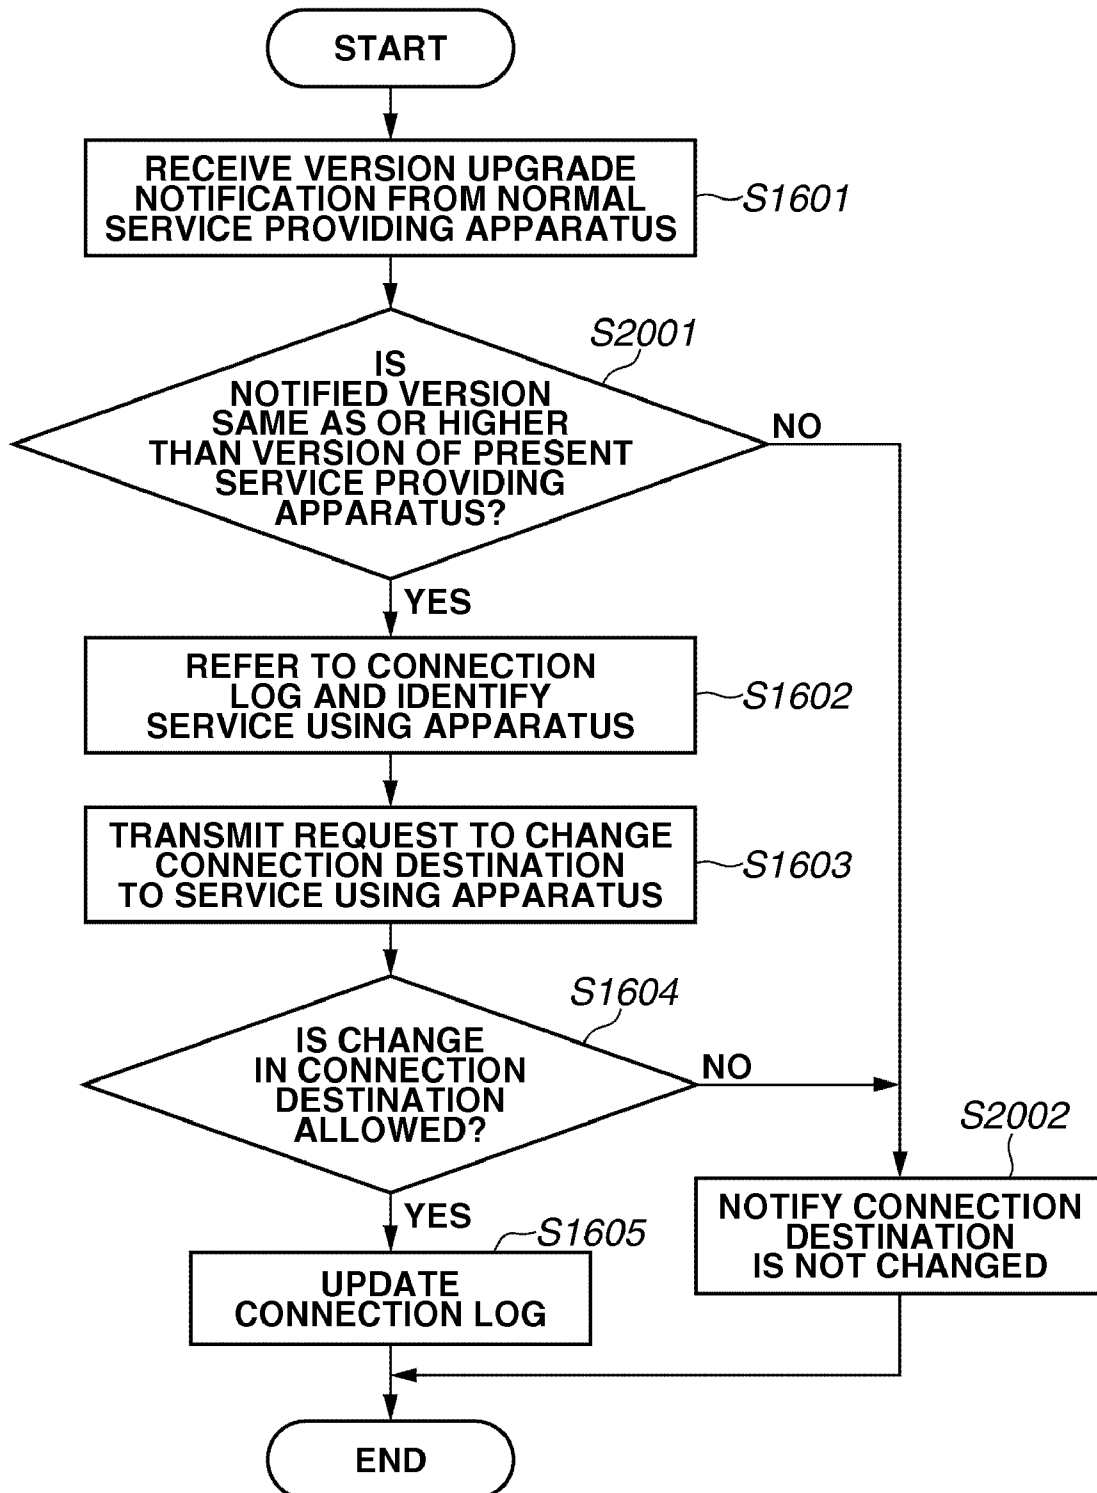 START
RECEIVE VERSION UPGRADE
NOTIFICATION FROM NORMAL
SERVICE PROVIDING APPARATUS
S1601
S2001
IS
NOTIFIED VERSION
SAME AS OR HIGHER
THAN VERSION OF PRESENT
SERVICE PROVIDING
APPARATUS?
NO
YES
REFER TO CONNECTION
LOG AND IDENTIFY
SERVICE USING APPARATUS
S1602
TRANSMIT REQUEST TO CHANGE
CONNECTION DESTINATION
TO SERVICE USING APPARATUS
S1603
S1604
IS CHANGE
IN CONNECTION
DESTINATION
ALLOWED?
NO
YES
S2002
NOTIFY CONNECTION
DESTINATION
IS NOT CHANGED
S1605
UPDATE
CONNECTION LOG
END